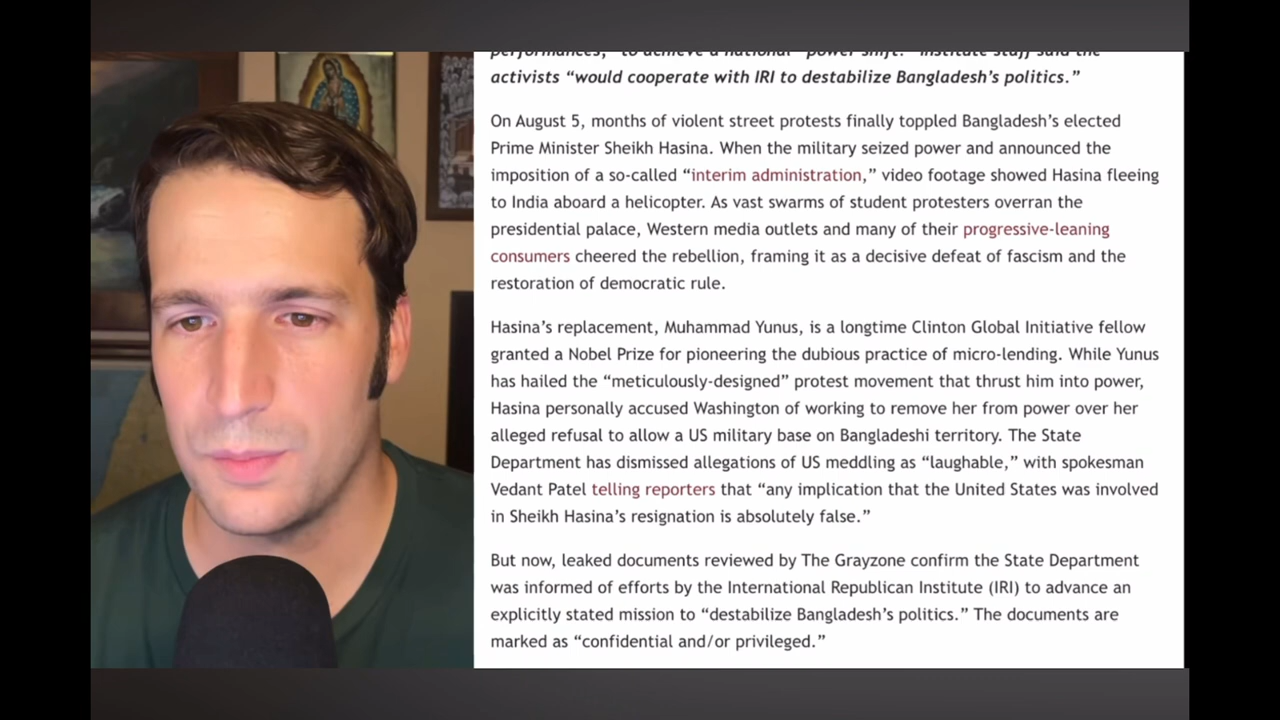 performances,” to achieve a national “power shift.” Institute staff said the
activists “would cooperate with IRI to destabilize Bangladesh’s politics.”
On August 5, months of violent street protests finally toppled Bangladesh’s elected
Prime Minister Sheikh Hasina. When the military seized power and announced the
imposition of a so-called “interim administration,” video footage showed Hasina fleeing
to India aboard a helicopter. As vast swarms of student protesters overran the
presidential palace, Western media outlets and many of their progressive-leaning
consumers cheered the rebellion, framing it as a decisive defeat of fascism and the
restoration of democratic rule.
Hasina’s replacement, Muhammad Yunus, is a longtime Clinton Global Initiative fellow
granted a Nobel Prize for pioneering the dubious practice of micro-lending. While Yunus
has hailed the “meticulously-designed” protest movement that thrust him into power,
Hasina personally accused Washington of working to remove her from power over her
alleged refusal to allow a US military base on Bangladeshi territory. The State
Department has dismissed allegations of US meddling as “laughable,” with spokesman
Vedant Patel telling reporters that “any implication that the United States was involved
in Sheikh Hasina’s resignation is absolutely false.”
But now, leaked documents reviewed by The Grayzone confirm the State Department
was informed of efforts by the International Republican Institute (IRI) to advance an
explicitly stated mission to “destabilize Bangladesh’s politics.” The documents are
marked as “confidential and/or privileged.”